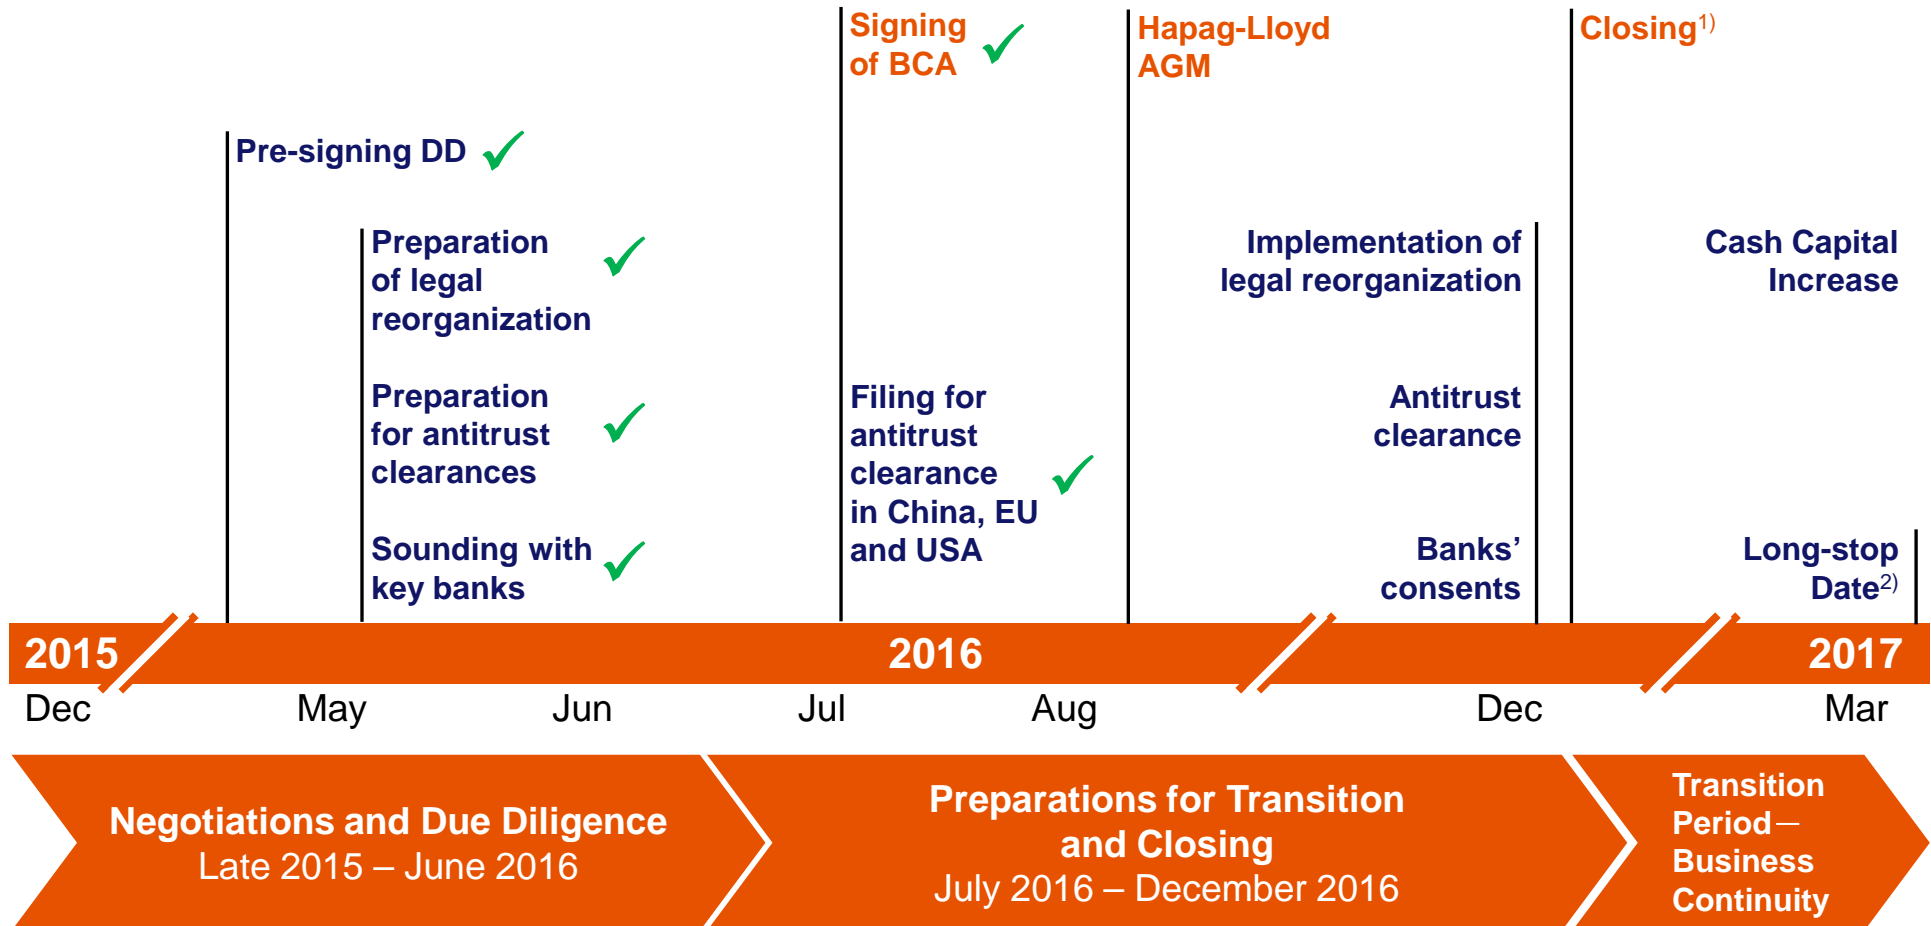 Signing
of BCA
Hapag-Lloyd
AGM
Closing1)
Pre-signing DD
Preparation
of legal
reorganization
Implementation of
legal reorganization
Cash Capital
Increase
Preparation
for antitrust
clearances
Filing for
antitrust
clearance
in China, EU
and USA
Antitrust
clearance
Sounding with
key banks
Banks’
consents
Long-stop
Date2)
2015
2016
2017
Dec
May
Jun
Jul
Aug
Dec
Mar
Negotiations and Due Diligence
Late 2015 – June 2016
Preparations for Transition
and Closing
July 2016 – December 2016
Transition
Period—
Business
Continuity